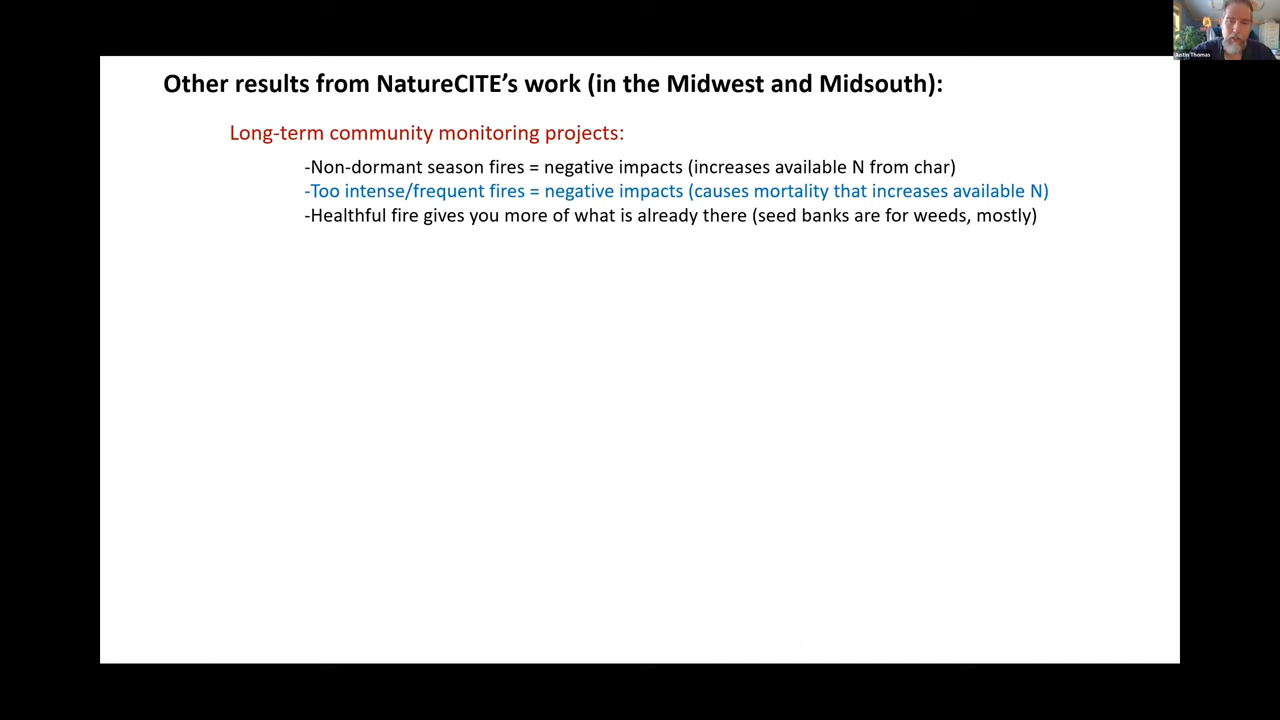 Justin Thomas
Other results from NatureCITE's work (in the Midwest and Midsouth):
Long-term community monitoring projects:
-Non-dormant season fires = negative impacts (increases available N from char)
-Too intense/frequent fires = negative impacts (causes mortality that increases available N)
-Healthful fire gives you more of what is already there (seed banks are for weeds, mostly)